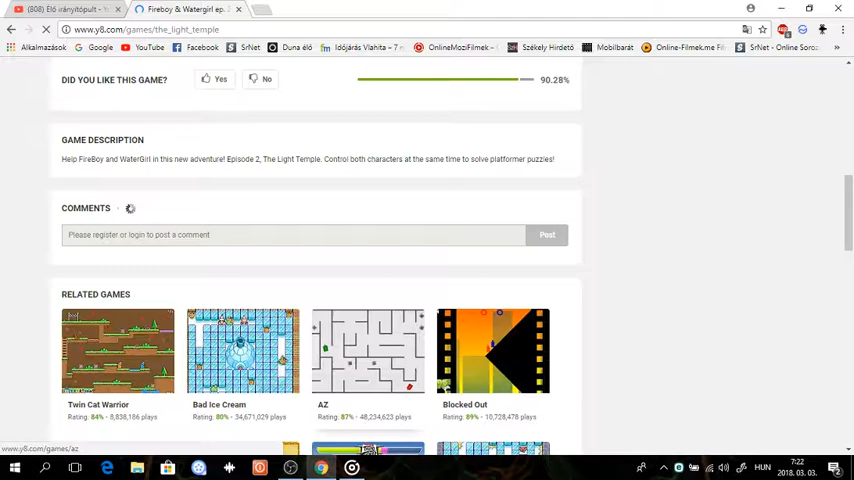 (808) Élő irányítópult - Yo
Fireboy & Watergirl ep. 2
www.y8.com/games/the_light_temple
Alkalmazások Google YouTube Facebook SrNet Duna élő Időjárás Vlahita – 7 n OnlineMoziFilmek – Székely Hírdető Mobilbarát Online-Filmek.me Fi SrNet - Online Soroz
DID YOU LIKE THIS GAME? Yes No 90.28%
GAME DESCRIPTION
Help FireBoy and WaterGirl in this new adventure! Episode 2, The Light Temple. Control both characters at the same time to solve platformer puzzles!
COMMENTS
Please register or login to post a comment Post
RELATED GAMES
Twin Cat Warrior Bad Ice Cream AZ Blocked Out
Rating: 84% • 8,838,186 plays Rating: 80% • 34,671,029 plays Rating: 87% • 48,234,623 plays Rating: 89% • 10,728,478 plays
www.y8.com/games/az
HUN 7:22
2018. 03. 03.
2